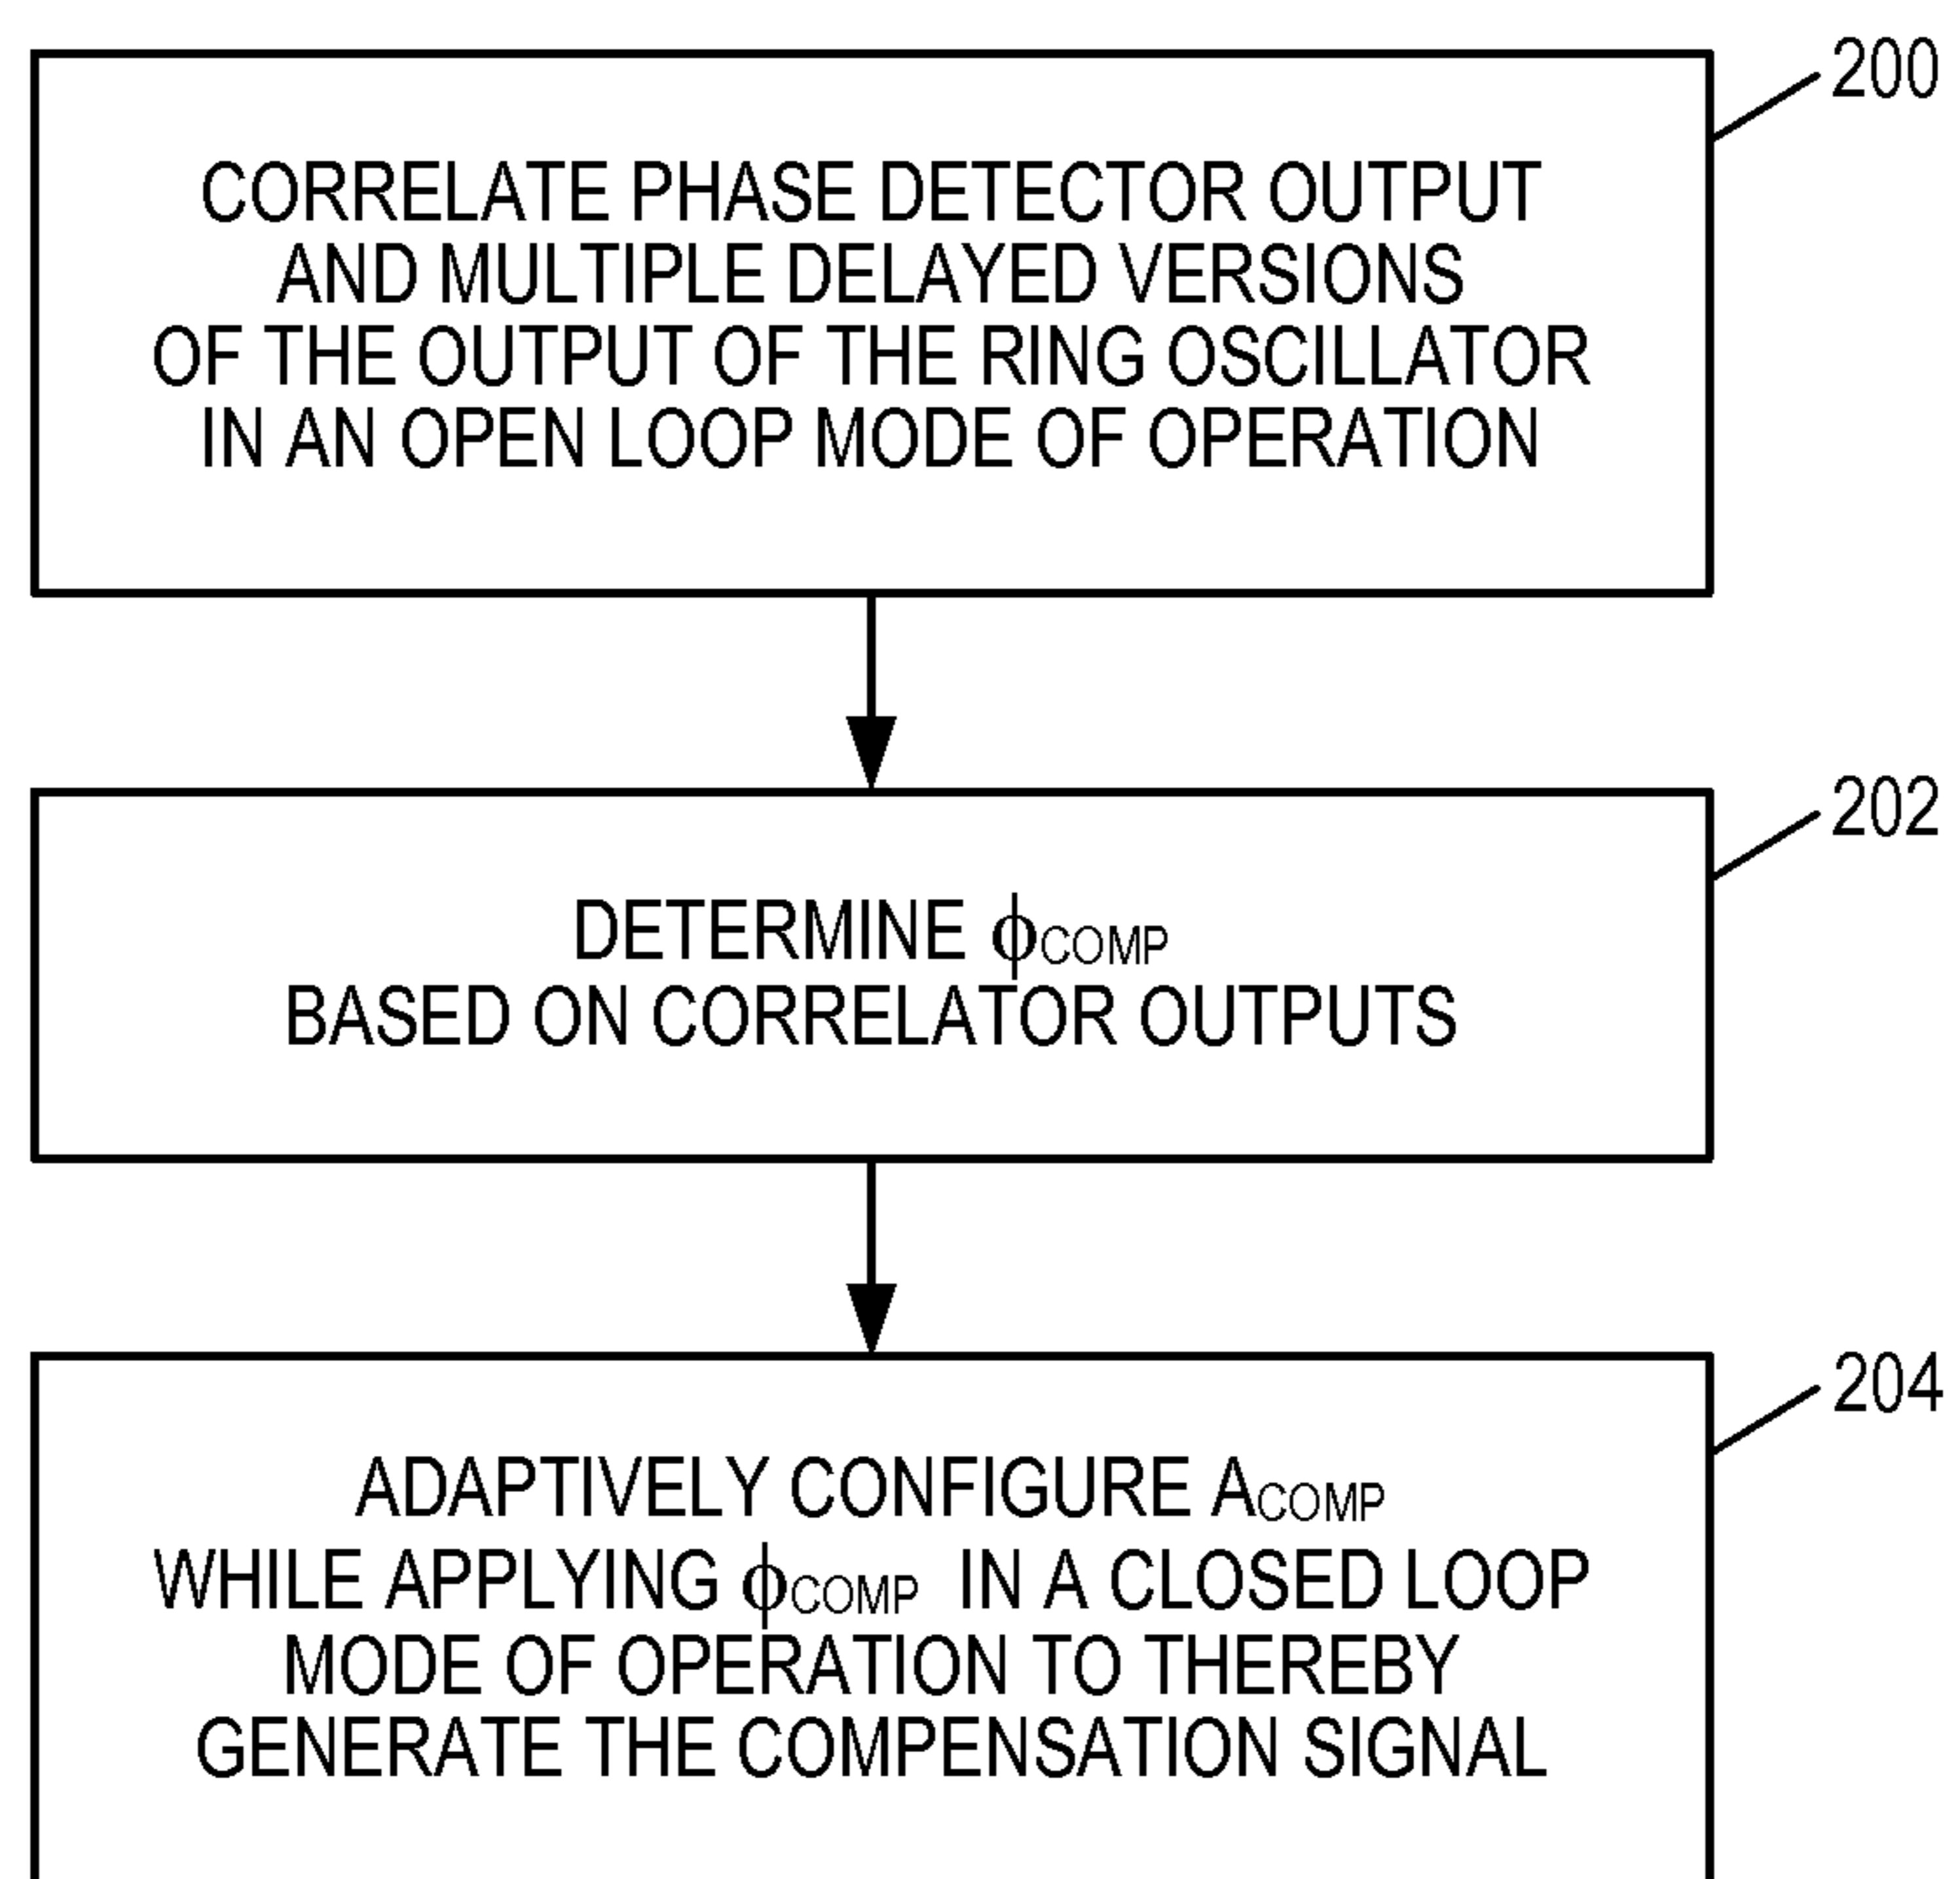 200
CORRELATE PHASE DETECTOR OUTPUT
AND MULTIPLE DELAYED VERSIONS
OF THE OUTPUT OF THE RING OSCILLATOR
IN AN OPEN LOOP MODE OF OPERATION
202
DETERMINE ϕCOMP
BASED ON CORRELATOR OUTPUTS
204
ADAPTIVELY CONFIGURE ACOMP
WHILE APPLYING ϕCOMP IN A CLOSED LOOP
MODE OF OPERATION TO THEREBY
GENERATE THE COMPENSATION SIGNAL